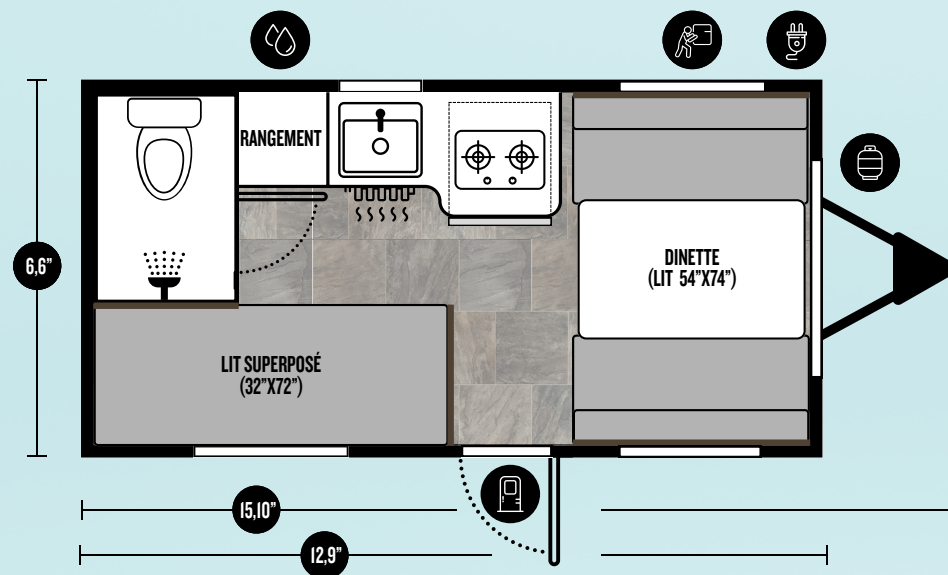 RANGEMENT
6,6”
DINETTE
(LIT 54”X74”)
LIT SUPERPOSÉ
(32”X72”)
15,10”
12,9”